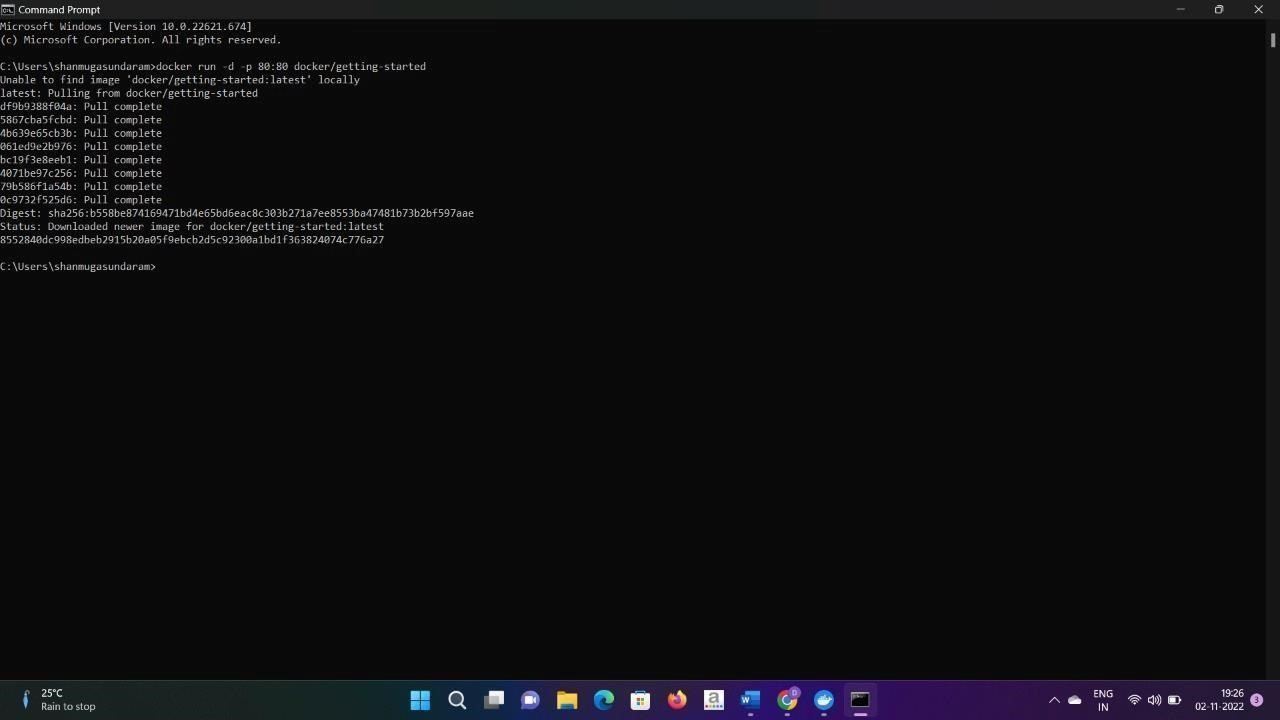 Command Prompt
Microsoft Windows [Version 10.0.22621.674]
(c) Microsoft Corporation. All rights reserved.
C:\Users\shanmugasundaram>docker run -d -p 80:80 docker/getting-started
Unable to find image 'docker/getting-started:latest' locally
latest: Pulling from docker/getting-started
df9b9388f04a: Pull complete
5867cba5fcbd: Pull complete
4b639e65cb3b: Pull complete
061ed9e2b976: Pull complete
bc19f3e8eeb1: Pull complete
4071be97c256: Pull complete
79b586f1a54b: Pull complete
0c9732f525d6: Pull complete
Digest: sha256:b558be874169471bd4e65bd6eac8c303b271a7ee8553ba47481b73b2bf597aae
Status: Downloaded newer image for docker/getting-started:latest
8552840dc998edbeb2915b20a05f9ebcb2d5c92300a1bd1f363824074c776a27
C:\Users\shanmugasundaram>
25°C
Rain to stop
ENG
IN
19:26
02-11-2022
3